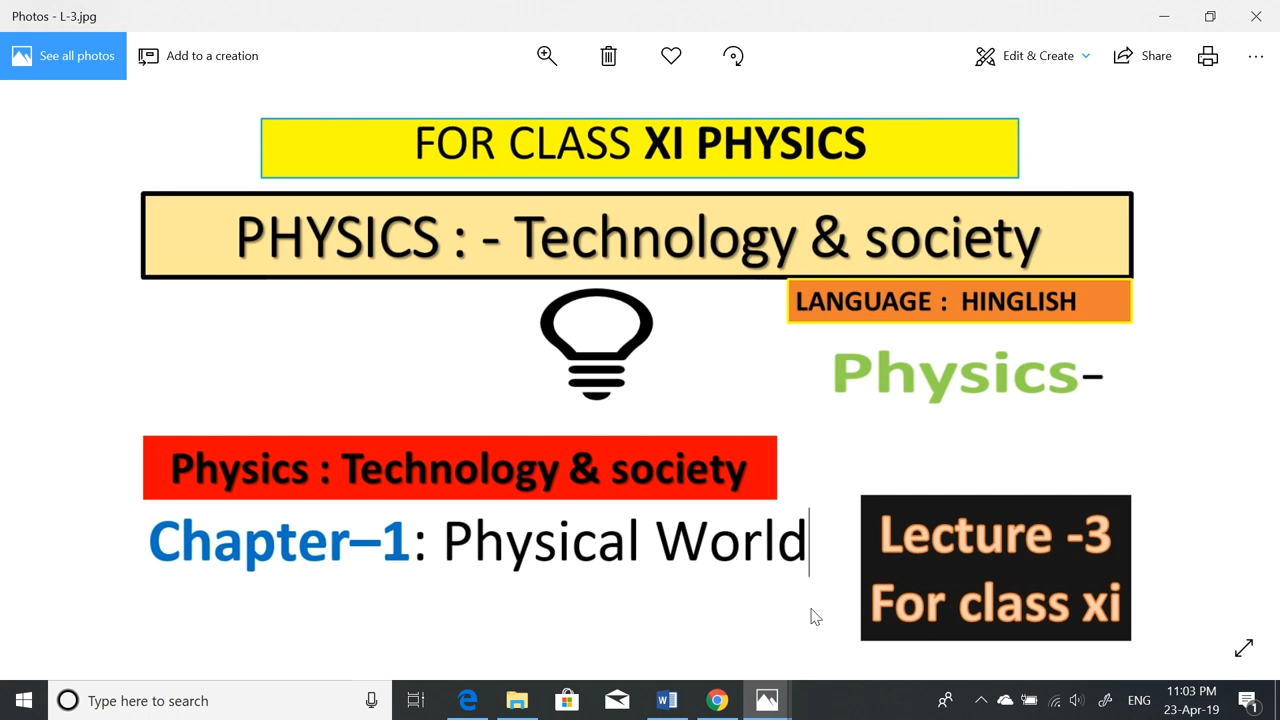 Photos - L-3.jpg
See all photos
Add to a creation
Edit & Create
Share
FOR CLASS XI PHYSICS
PHYSICS : - Technology & society
LANGUAGE : HINGLISH
Physics-
Physics : Technology & society
Chapter–1: Physical World
Lecture -3
For class xi
Type here to search
ENG
11:03 PM
23-Apr-19
1